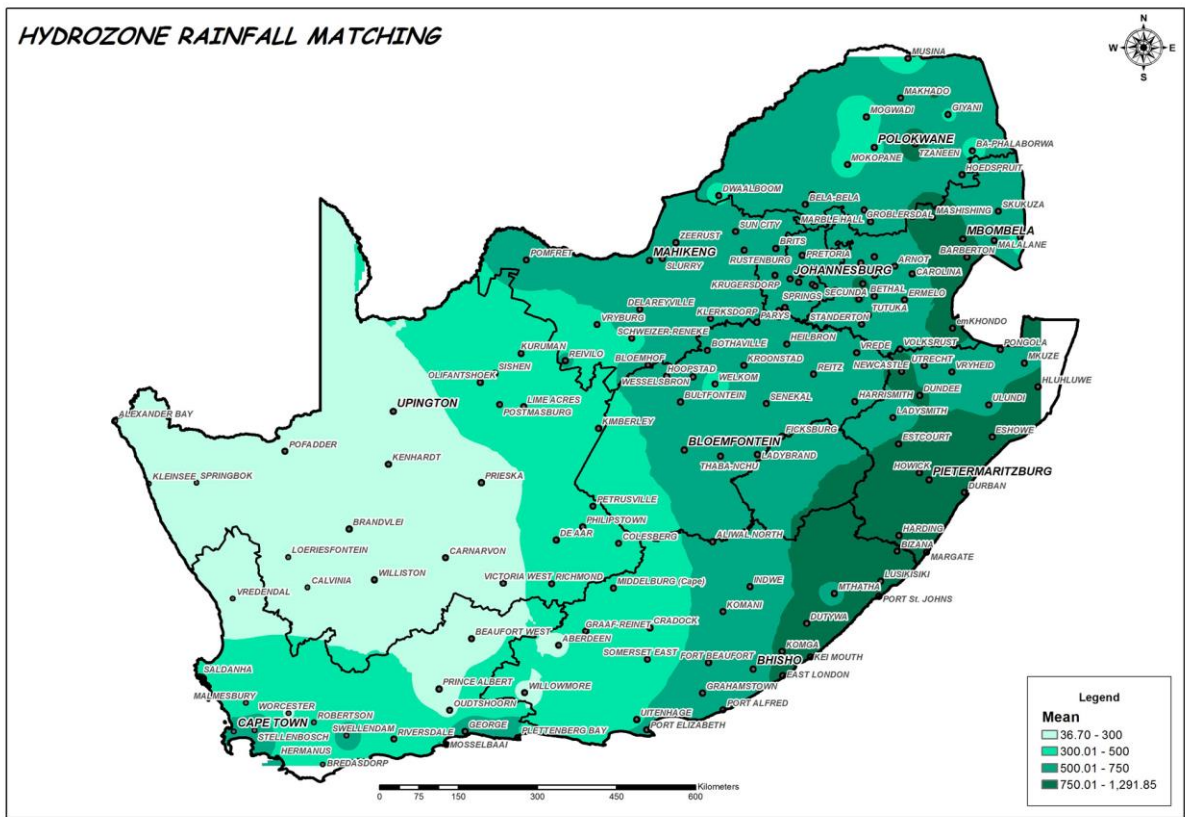 HYDROZONE RAINFALL MATCHING
N
W E
S
MUSINA
MAKHADO
MOGWADI
GIYANI
POLOKWANE
TZANEEN
BA-PHALABORWA
MOKOPANE
HOEDSPRUIT
DWAALBOOM
BELA-BELA
MARBLE HALL
GROBLERSDAL
MASHISHING
SKUKUZA
SUN CITY
ZEERUST
BRITS
PRETORIA
MBOMBELA
MALALANE
BARBERTON
POMFRET
MAHIKENG
SLURRY
RUSTENBURG
JOHANNESBURG
ARNOT
CAROLINA
KRUGERSDORP
SPRINGS
SECUNDA
BETHAL
ERMELO
TUTUKA
DELAREYVILLE
KLERKSDORP
PARYS
STANDERTON
VRYBURG
SCHWEIZER-RENEKE
emKHONDO
BOTHAVILLE
HEILBRON
VREDE
VOLKSRUST
PONGOLA
KURUMAN
REIVILO
BLOEMHOF
HOOPSTAD
KROONSTAD
NEWCASTLE
UTRECHT
VRYHEID
MKUZE
SISHEN
OLIFANTSHOEK
WESSELSBRON
WELKOM
REITZ
HLUHLUWE
LIME ACRES
POSTMASBURG
BULTFONTEIN
SENEKAL
HARRISMITH
DUNDEE
ULUNDI
UPINGTON
LADYSMITH
ALEXANDER BAY
KIMBERLEY
FICKSBURG
ESTCOURT
ESHOWE
POFADDER
BLOEMFONTEIN
LADYBRAND
THABA-NCHU
KENHARDT
HOWICK
PIETERMARITZBURG
KLEINSEE
SPRINGBOK
PRIESKA
DURBAN
PETRUSVILLE
BRANDVLEI
PHILIPSTOWN
DE AAR
COLESBERG
ALIWAL NORTH
HARDING
BIZANA
MARGATE
LOERIESFONTEIN
CARNARVON
WILLISTON
CALVINIA
VICTORIA WEST
RICHMOND
MIDDELBURG (Cape)
INDWE
MTHATHA
LUSIKISIKI
PORT St. JOHNS
VREDENDAL
KOMANI
DUTYWA
BEAUFORT WEST
ABERDEEN
GRAAF-REINET
CRADOCK
SOMERSET EAST
FORT BEAUFORT
BHISHO
KOMGA
KEI MOUTH
EAST LONDON
SALDANHA
PRINCE ALBERT
WILLOWMORE
GRAHAMSTOWN
MALMESBURY
WORCESTER
OUDTSHOORN
PORT ALFRED
CAPE TOWN
ROBERTSON
SWELLENDAM
GEORGE
UITENHAGE
STELLENBOSCH
RIVERSDALE
PLETTENBERG BAY
PORT ELIZABETH
MOSSELBAAI
HERMANUS
BREDASDORP
Kilometers
0 75 150 300 450 600
Legend
Mean
36.70 - 300
300.01 - 500
500.01 - 750
750.01 - 1,291.85